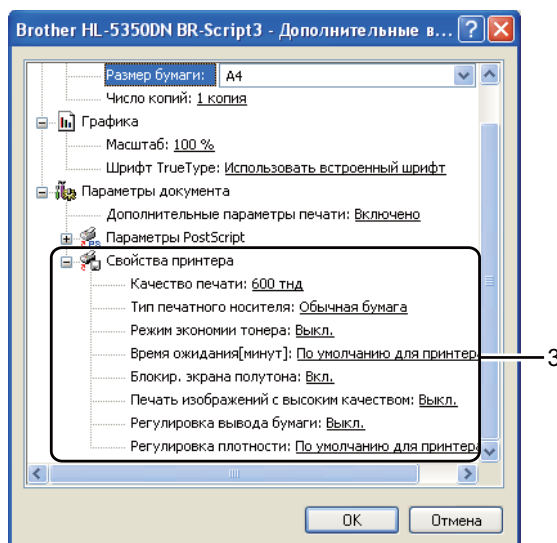 Brother HL-5350DN BR-Script3 - Дополнительные в...
Размер бумаги: A4
Число копий: 1 копия
Графика
Масштаб: 100 %
Шрифт TrueType: Использовать встроенный шрифт
Параметры документа
Дополнительные параметры печати: Включено
Параметры PostScript
Свойства принтера
Качество печати: 600 тнд
Тип печатного носителя: Обычная бумага
Режим экономии тонера: Выкл.
Время ожидания[минут]: По умолчанию для принтера
3
Блокир. экрана полутона: Вкл.
Печать изображений с высоким качеством: Выкл.
Регулировка вывода бумаги: Выкл.
Регулировка плотности: По умолчанию для принтера
OK Отмена